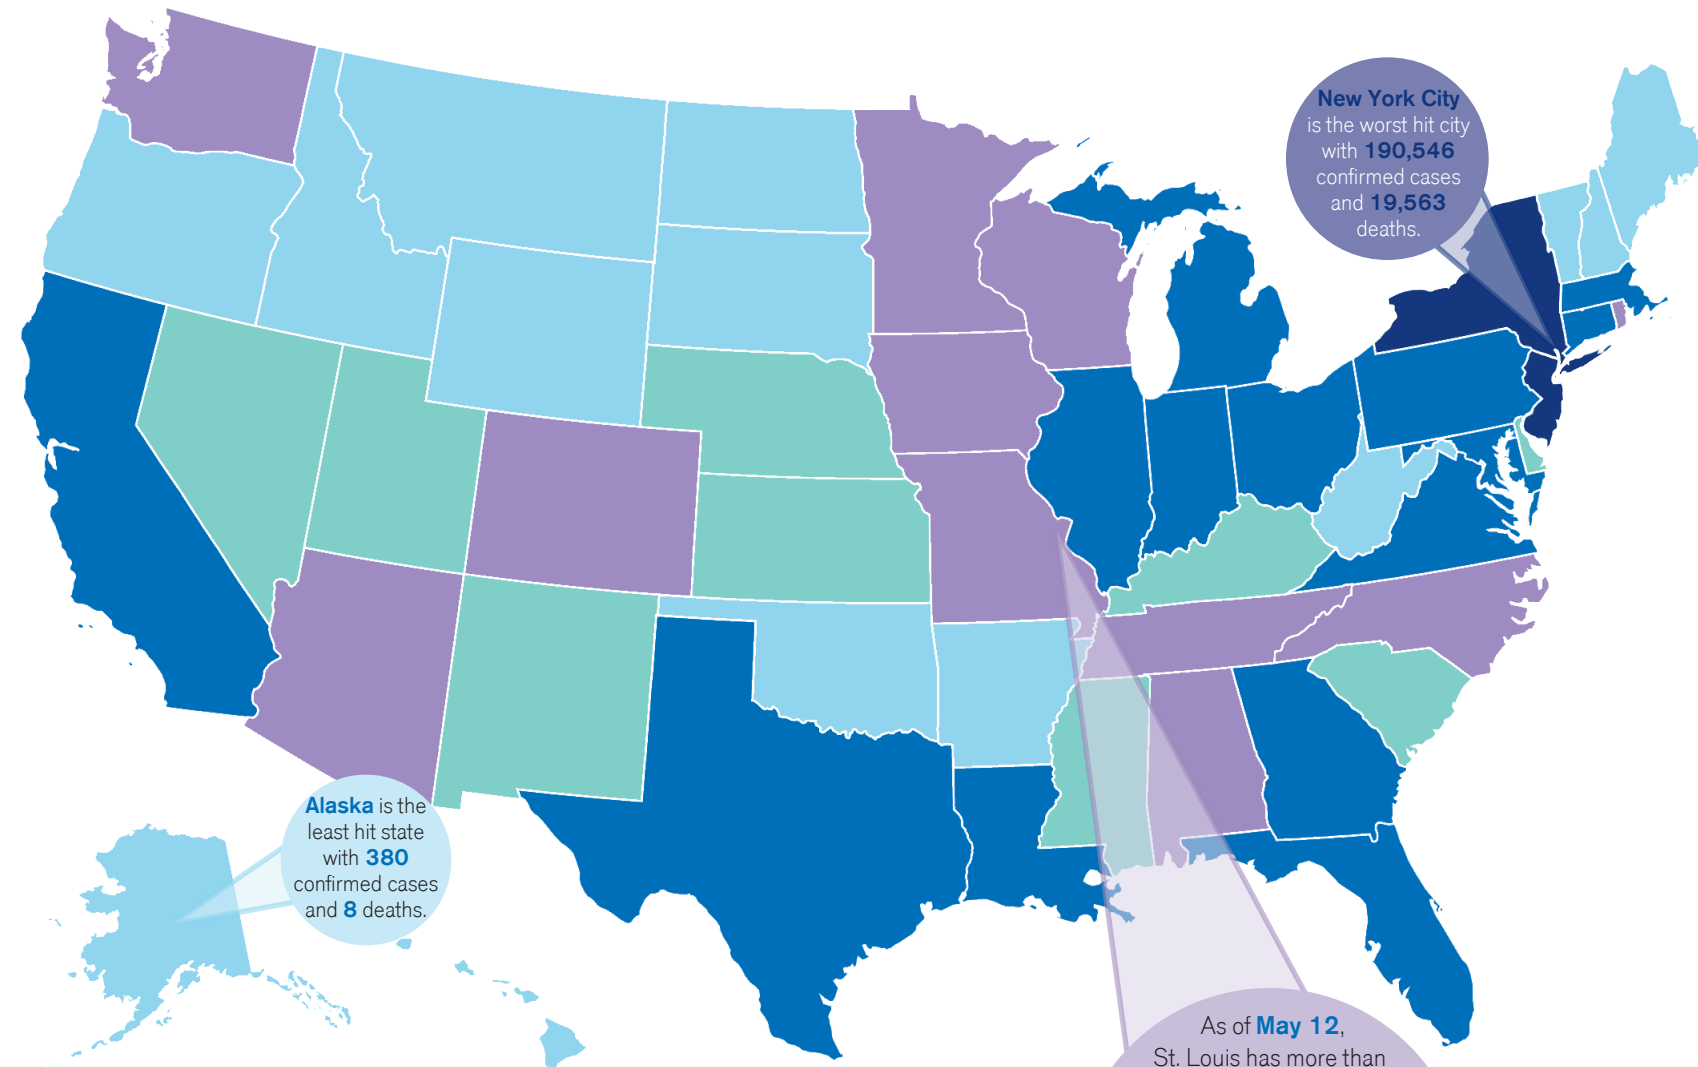 New York City
is the worst hit city
with 190,546
confirmed cases
and 19,563
deaths.
Alaska is the
least hit state
with 380
confirmed cases
and 8 deaths.
As of May 12,
St. Louis has more than